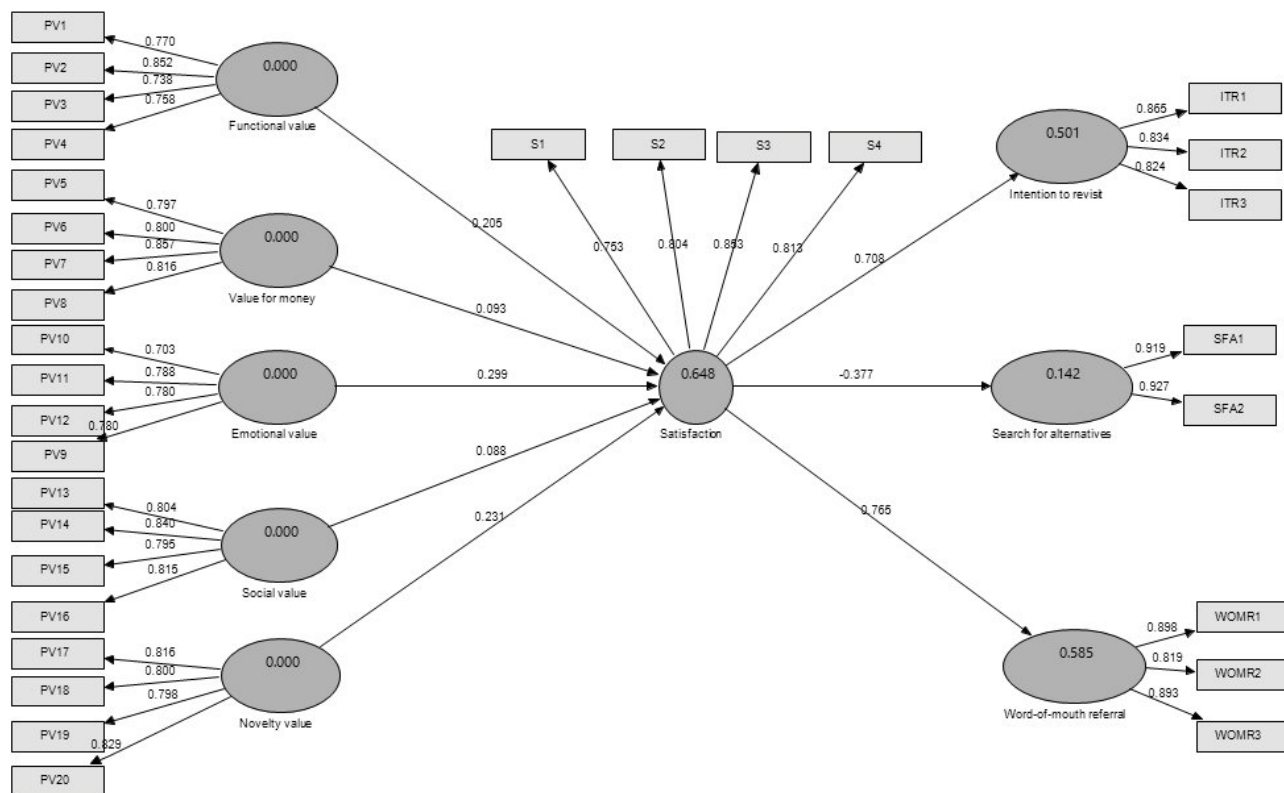 PV1
0.770
PV2
0.852
PV3
0.738
PV4
0.758
0.000
Functional value
PV5
0.797
PV6
0.800
PV7
0.857
PV8
0.816
0.000
Value for money
PV10
0.703
PV11
0.788
PV12
0.780
PV9
0.780
0.000
Emotional value
PV13
0.804
PV14
0.840
PV15
0.795
PV16
0.815
0.000
Social value
PV17
0.816
PV18
0.800
PV19
0.798
PV20
0.829
0.000
Novelty value
0.205
0.093
0.299
0.088
0.231
S1
S2
S3
S4
0.753
0.804
0.853
0.813
0.648
Satisfaction
0.708
-0.377
0.765
0.501
Intention to revisit
0.865
ITR1
0.834
ITR2
0.824
ITR3
0.142
Search for alternatives
0.919
SFA1
0.927
SFA2
0.585
Word-of-mouth referral
0.898
WOMR1
0.819
WOMR2
0.893
WOMR3